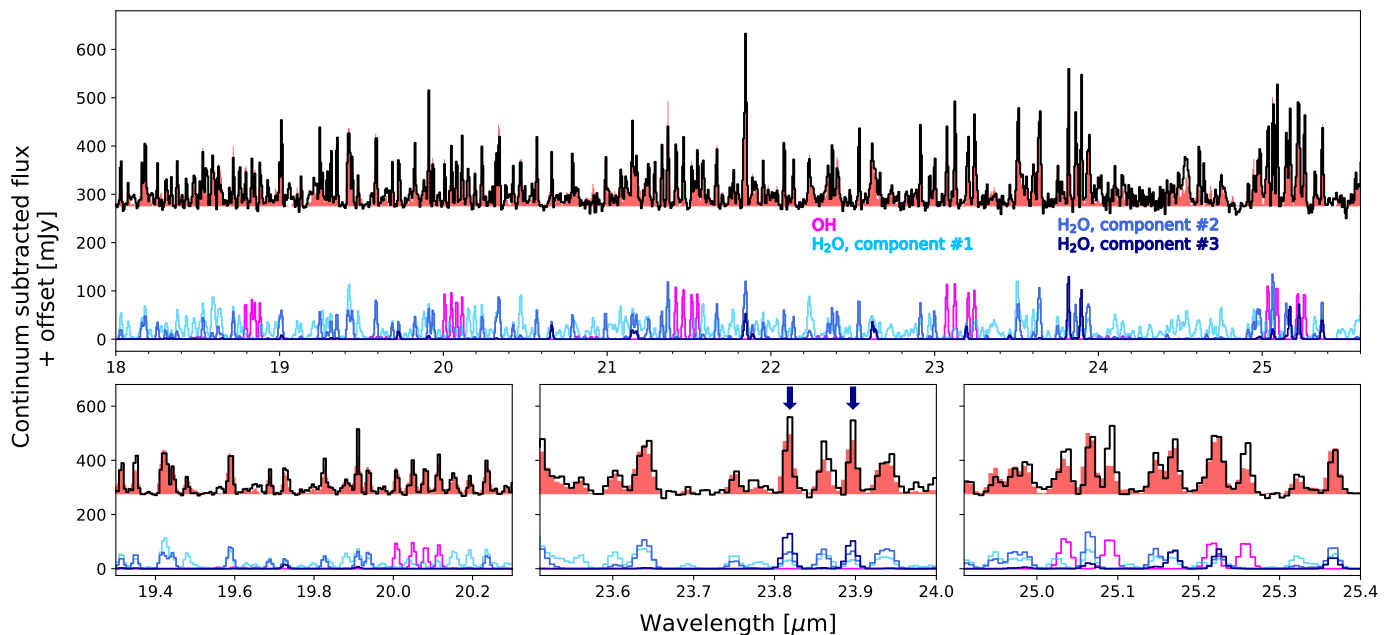 Continuum subtracted flux
+ offset [mJy]
600
500
400
300
200
100
0
OH
H₂O, component #1
H₂O, component #2
H₂O, component #3
18 19 20 21 22 23 24 25
600
400
200
0
19.4 19.6 19.8 20.0 20.2
23.6 23.7 23.8 23.9 24.0
25.0 25.1 25.2 25.3 25.4
Wavelength [μm]